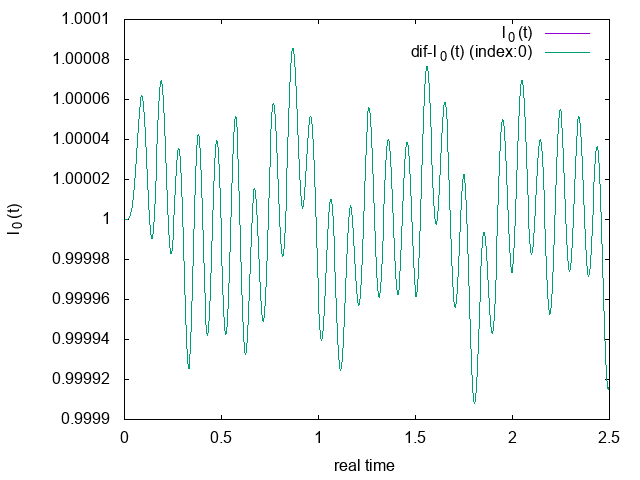 1.0001
1.00008
1.00006
1.00004
1.00002
1
0.99998
0.99996
0.99994
0.99992
0.9999
I0(t)
I0(t)
dif-I0(t) (index:0)
0 0.5 1 1.5 2 2.5
real time